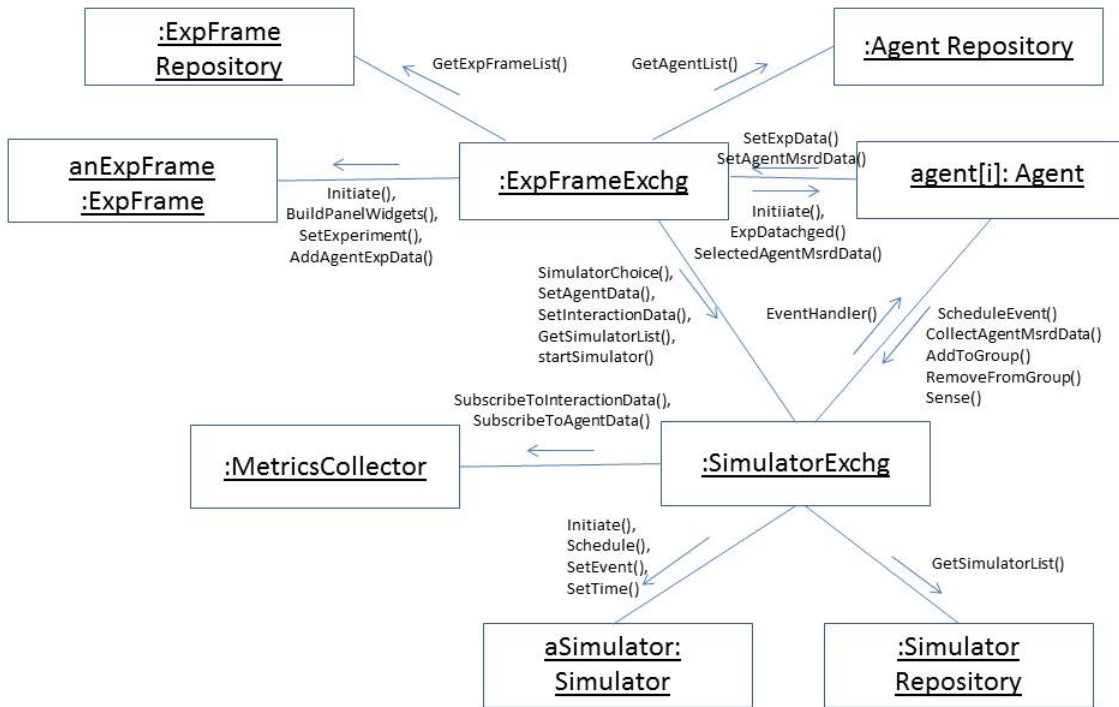 :ExpFrame
Repository
GetExpFrameList()
GetAgentList()
:Agent Repository
anExpFrame
:ExpFrame
Initiate(),
BuildPanelWidgets(),
SetExperiment(),
AddAgentExpData()
:ExpFrameExchg
SetExpData()
SetAgentMsrdData()
Initiiate(),
ExpDatachged()
SelectedAgentMsrdData()
agent[i]: Agent
SimulatorChoice(),
SetAgentData(),
SetInteractionData(),
GetSimulatorList(),
startSimulator()
EventHandler()
ScheduleEvent()
CollectAgentMsrdData()
AddToGroup()
RemoveFromGroup()
Sense()
SubscribeToInteractionData(),
SubscribeToAgentData()
:MetricsCollector
:SimulatorExchg
Initiate(),
Schedule(),
SetEvent(),
SetTime()
GetSimulatorList()
aSimulator:
Simulator
:Simulator
Repository